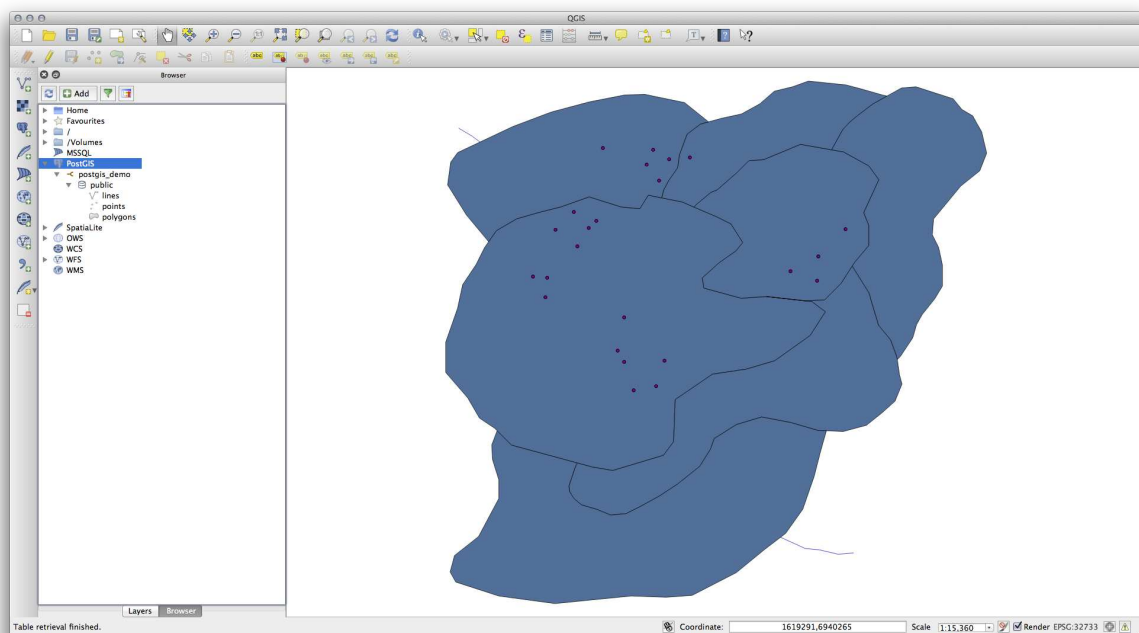 QGIS
Browser
Add
Home
Favourites
/
/Volumes
MSSQL
PostGIS
postgis_demo
public
lines
points
polygons
SpatiaLite
OWS
WCS
WFS
WMS
Layers Browser
Table retrieval finished. Coordinate: 1619291,6940265 Scale 1:15,360 Render EPSG:32733